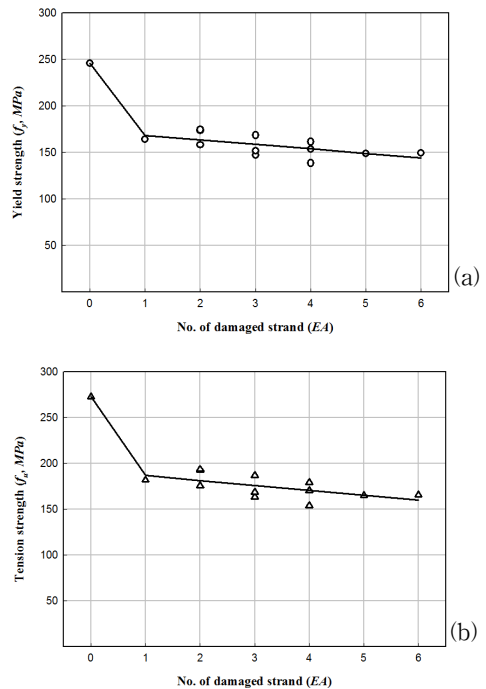 300
250
200
150
100
50
Yield strength (fy, MPa)
0 1 2 3 4 5 6
No. of damaged strand (EA)
(a)
300
250
200
150
100
50
Tension strength (fu, MPa)
0 1 2 3 4 5 6
No. of damaged strand (EA)
(b)